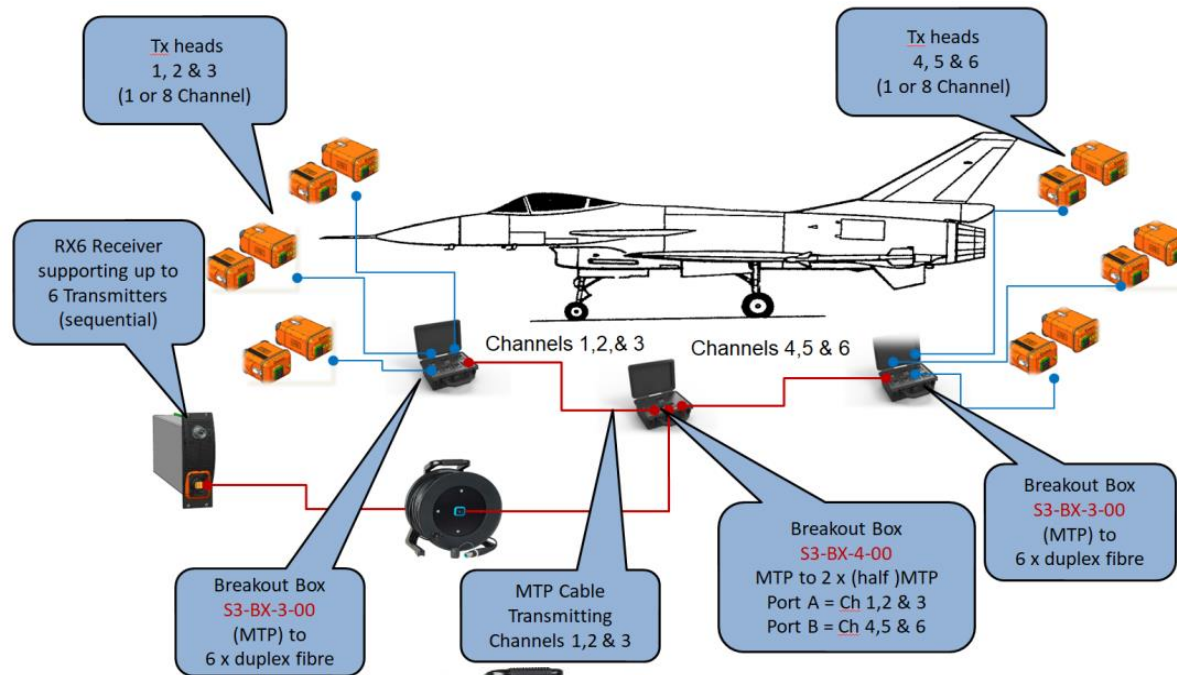 Tx heads
1, 2 & 3
(1 or 8 Channel)
Tx heads
4, 5 & 6
(1 or 8 Channel)
RX6 Receiver
supporting up to
6 Transmitters
(sequential)
Channels 1,2,& 3
Channels 4,5 & 6
Breakout Box
S3-BX-3-00
(MTP) to
6 x duplex fibre
MTP Cable
Transmitting
Channels 1,2 & 3
Breakout Box
S3-BX-4-00
MTP to 2 x (half )MTP
Port A = Ch 1,2 & 3
Port B = Ch 4,5 & 6
Breakout Box
S3-BX-3-00
(MTP) to
6 x duplex fibre